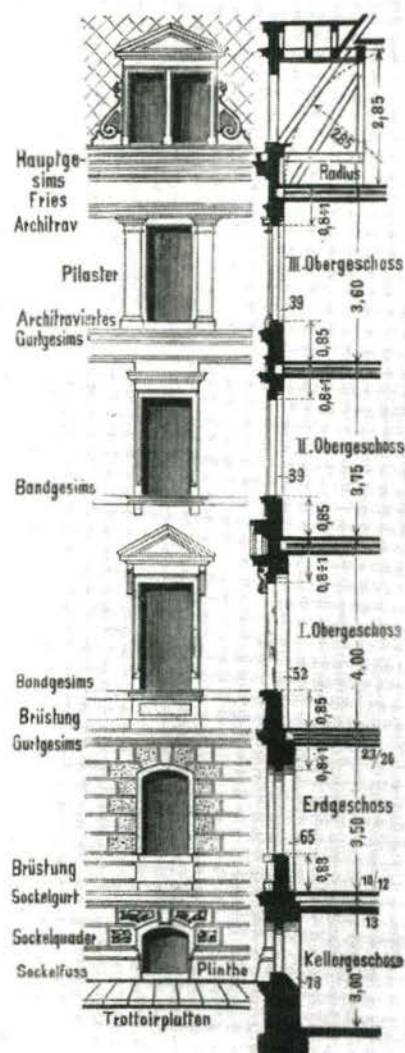 2,85
2,85
Radius
Hauptge-
sims
Fries
Architrav
0,8÷1
Pilaster
III.Obergeschoss
39
3,60
Architraviertes
Gurtgesims
0,85
0,8÷1
II.Obergeschoss
39
3,75
Bandgesims
0,85
0,8÷1
I.Obergeschoss
52
4,00
Bandgesims
0,85
Brüstung
Gurtgesims
23/26
0,8÷1
Erdgeschoss
65
3,50
Brüstung
0,83
10/12
Sockelgurt
13
Sockelquader
Kellergeschoss
Sockelfuss
Plinthe
78
3,00
Trottoirplatten